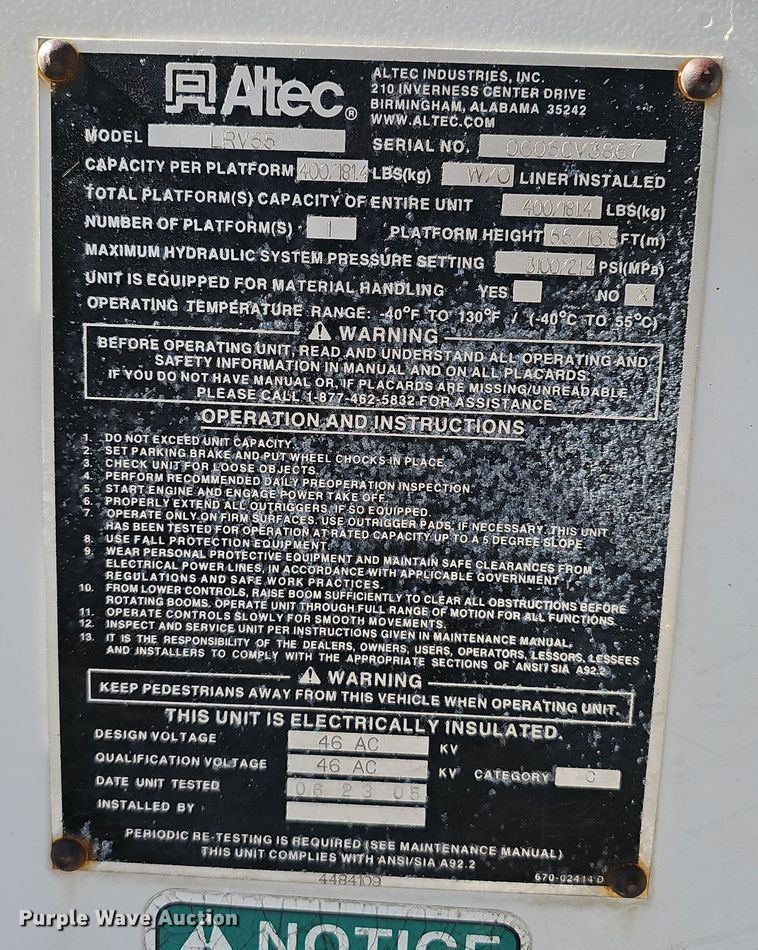 Altec®
ALTEC INDUSTRIES, INC.
210 INVERNESS CENTER DRIVE
BIRMINGHAM, ALABAMA 35242
WWW.ALTEC.COM
MODEL LRV55 SERIAL NO. 0605CV3867
CAPACITY PER PLATFORM 400/181.4 LBS(kg) W/O LINER INSTALLED
TOTAL PLATFORM(S) CAPACITY OF ENTIRE UNIT 400/181.4 LBS(kg)
NUMBER OF PLATFORM(S) 1 PLATFORM HEIGHT 55/16.8 FT(m)
MAXIMUM HYDRAULIC SYSTEM PRESSURE SETTING 3100/21.4 PSI(MPa)
UNIT IS EQUIPPED FOR MATERIAL HANDLING YES NO X
OPERATING TEMPERATURE RANGE: -40°F TO 130°F / (-40°C TO 55°C)
WARNING
BEFORE OPERATING UNIT, READ AND UNDERSTAND ALL OPERATING AND
SAFETY INFORMATION IN MANUAL AND ON ALL PLACARDS.
IF YOU DO NOT HAVE MANUAL OR, IF PLACARDS ARE MISSING/UNREADABLE,
PLEASE CALL 1-877-462-5832 FOR ASSISTANCE.
OPERATION AND INSTRUCTIONS
1. DO NOT EXCEED UNIT CAPACITY.
2. SET PARKING BRAKE AND PUT WHEEL CHOCKS IN PLACE.
3. CHECK UNIT FOR LOOSE OBJECTS.
4. PERFORM RECOMMENDED DAILY PREOPERATION INSPECTION.
5. START ENGINE AND ENGAGE POWER TAKE OFF.
6. PROPERLY EXTEND ALL OUTRIGGERS, IF SO EQUIPPED.
7. OPERATE ONLY ON FIRM SURFACES. USE OUTRIGGER PADS, IF NECESSARY. THIS UNIT
HAS BEEN TESTED FOR OPERATION AT RATED CAPACITY UP TO A 5 DEGREE SLOPE.
8. USE FALL PROTECTION EQUIPMENT.
9. WEAR PERSONAL PROTECTIVE EQUIPMENT AND MAINTAIN SAFE CLEARANCES FROM
ELECTRICAL POWER LINES, IN ACCORDANCE WITH APPLICABLE GOVERNMENT
REGULATIONS AND SAFE WORK PRACTICES.
10. FROM LOWER CONTROLS, RAISE BOOM SUFFICIENTLY TO CLEAR ALL OBSTRUCTIONS BEFORE
ROTATING BOOMS. OPERATE UNIT THROUGH FULL RANGE OF MOTION FOR ALL FUNCTIONS.
11. OPERATE CONTROLS SLOWLY FOR SMOOTH MOVEMENTS.
12. INSPECT AND SERVICE UNIT PER INSTRUCTIONS GIVEN IN MAINTENANCE MANUAL.
13. IT IS THE RESPONSIBILITY OF THE DEALERS, OWNERS, USERS, OPERATORS, LESSORS, LESSEES
AND INSTALLERS TO COMPLY WITH THE APPROPRIATE SECTIONS OF ANSI/SIA A92.2.
WARNING
KEEP PEDESTRIANS AWAY FROM THIS VEHICLE WHEN OPERATING UNIT.
THIS UNIT IS ELECTRICALLY INSULATED.
DESIGN VOLTAGE 46 AC KV
QUALIFICATION VOLTAGE 46 AC KV CATEGORY C
DATE UNIT TESTED 06 23 05
INSTALLED BY
PERIODIC RE-TESTING IS REQUIRED (SEE MAINTENANCE MANUAL)
THIS UNIT COMPLIES WITH ANSI/SIA A92.2
4484109 670-02414 D
NOTICE
Purple Wave Auction